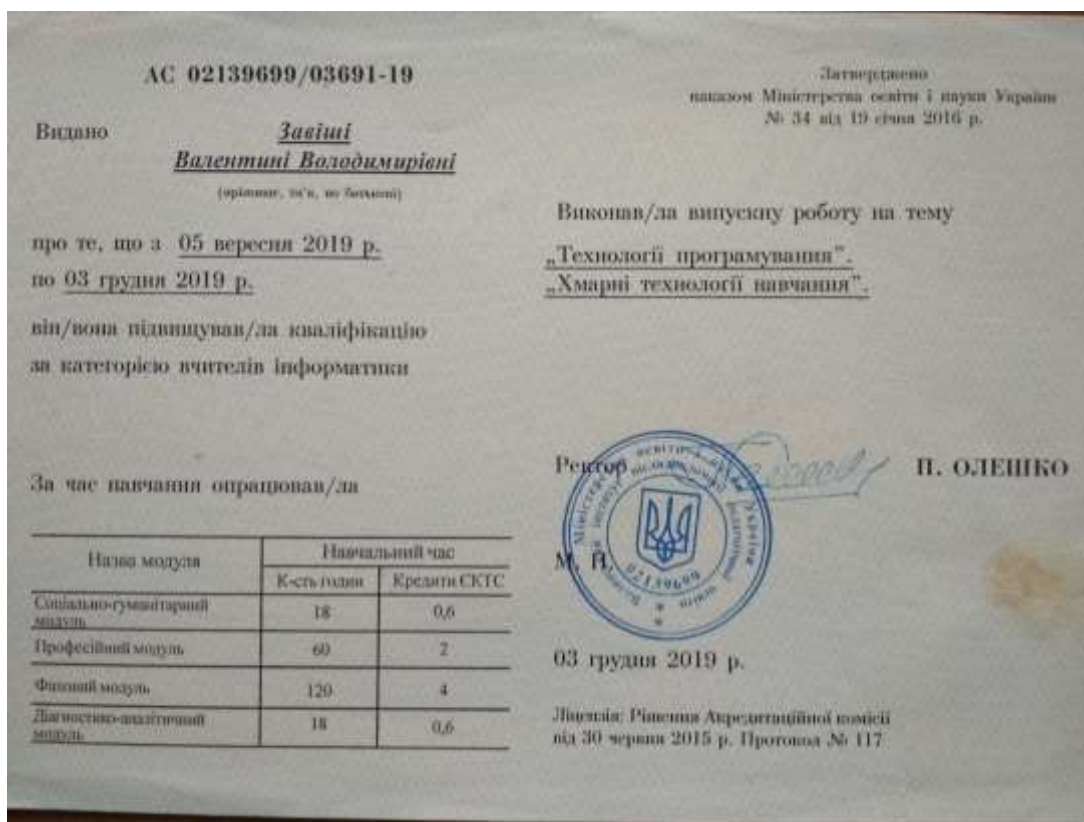 АС 02139699/03691-19
Видано
Завіші
Валентині Володимирівні
(прізвище, ім'я, по батькові)
про те, що з 05 вересня 2019 р.
по 03 грудня 2019 р.
він/вона підвищував/ла кваліфікацію
за категорією вчителів інформатики
За час навчання опрацював/ла
Назва модуля
Навчальний час
К-сть годин
Кредити ЄКТС
Соціально-гуманітарний модуль
18
0,6
Професійний модуль
60
2
Фаховий модуль
120
4
Діагностико-аналітичний модуль
18
0,6
Затверджено
наказом Міністерства освіти і науки України
№ 34 від 19 січня 2016 р.
Виконав/ла випускну роботу на тему
„Технології програмування".
„Хмарні технології навчання".
Ректор
П. ОЛЕШКО
М. П.
02139699
03 грудня 2019 р.
Ліцензія: Рішення Акредитаційної комісії
від 30 червня 2015 р. Протокол № 117